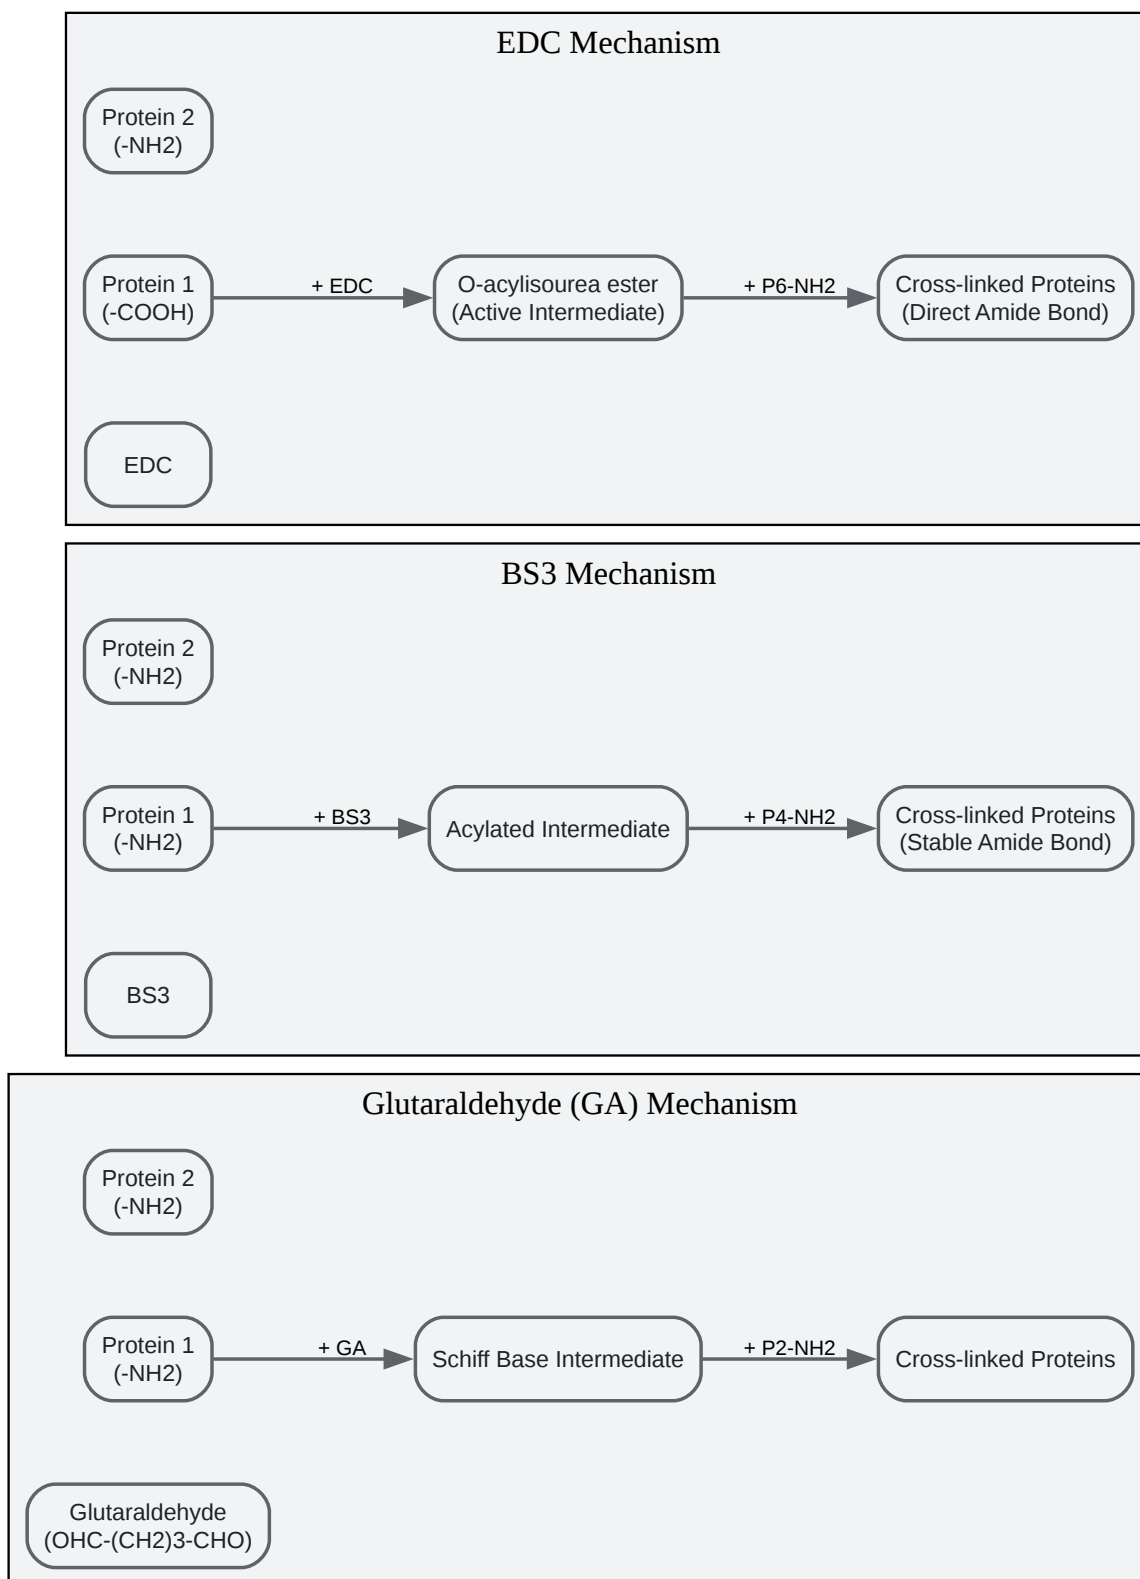 EDC Mechanism
Protein 2
(-NH2)
Protein 1
(-COOH)
+ EDC
O-acylisourea ester
(Active Intermediate)
+ P6-NH2
Cross-linked Proteins
(Direct Amide Bond)
EDC
BS3 Mechanism
Protein 2
(-NH2)
Protein 1
(-NH2)
+ BS3
Acylated Intermediate
+ P4-NH2
Cross-linked Proteins
(Stable Amide Bond)
BS3
Glutaraldehyde (GA) Mechanism
Protein 2
(-NH2)
Protein 1
(-NH2)
+ GA
Schiff Base Intermediate
+ P2-NH2
Cross-linked Proteins
Glutaraldehyde
(OHC-(CH2)3-CHO)